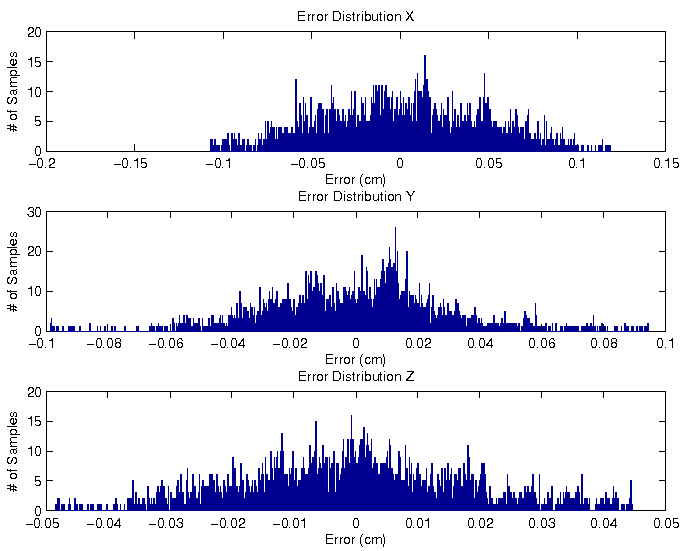 Error Distribution X
20
15
10
5
0
# of Samples
−0.2 −0.15 −0.1 −0.05 0 0.05 0.1 0.15
Error (cm)
Error Distribution Y
30
20
10
0
# of Samples
−0.1 −0.08 −0.06 −0.04 −0.02 0 0.02 0.04 0.06 0.08 0.1
Error (cm)
Error Distribution Z
20
15
10
5
0
# of Samples
−0.05 −0.04 −0.03 −0.02 −0.01 0 0.01 0.02 0.03 0.04 0.05
Error (cm)